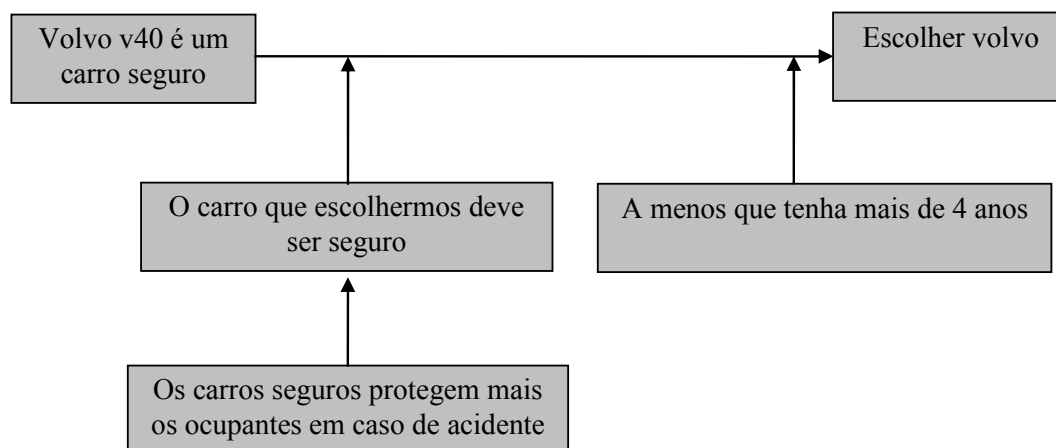 Volvo v40 é um
carro seguro
Escolher volvo
O carro que escolhermos deve
ser seguro
A menos que tenha mais de 4 anos
Os carros seguros protegem mais
os ocupantes em caso de acidente